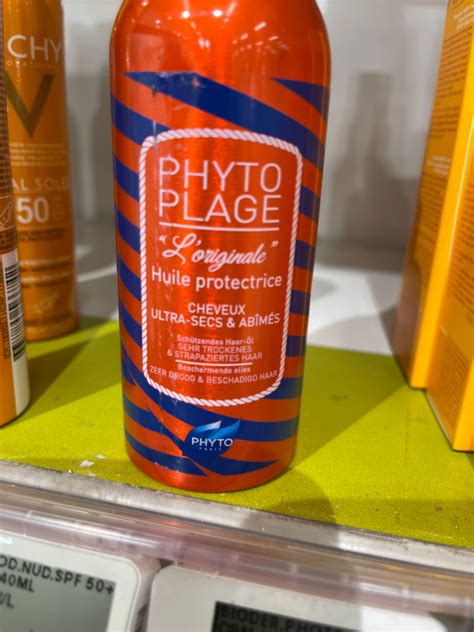 CHY
V
50
PHYTO
PLAGE
"L'originale"
Huile protectrice
CHEVEUX
ULTRA-SECS & ABÎMÉS
Schützendes Haar-Öl
SEHR TROCKENES
& STRAPAZIERTES HAAR
Beschermende olies
ZEER DROOG & BESCHADIGD HAAR
PHYTO
PARIS
OD.NUD.SPF 50+
40ML
/L